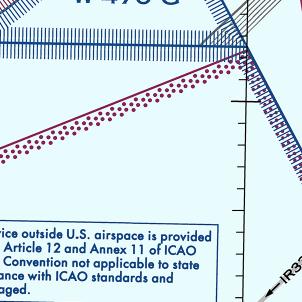 vice outside U.S. airspace is provided
Article 12 and Annex 11 of ICAO
Convention not applicable to state
ance with ICAO standards and
aged.